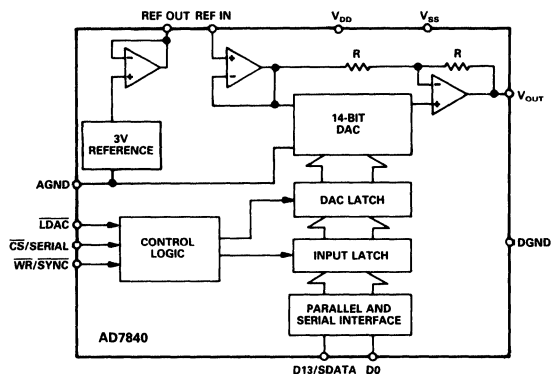 REF OUT REF IN
VDD
VSS
R
R
+
−
+
−
−
+
VOUT
3V
REFERENCE
14-BIT
DAC
AGND
LDAC
CS/SERIAL
WR/SYNC
CONTROL
LOGIC
DAC LATCH
INPUT LATCH
DGND
PARALLEL AND
SERIAL INTERFACE
AD7840
D13/SDATA D0